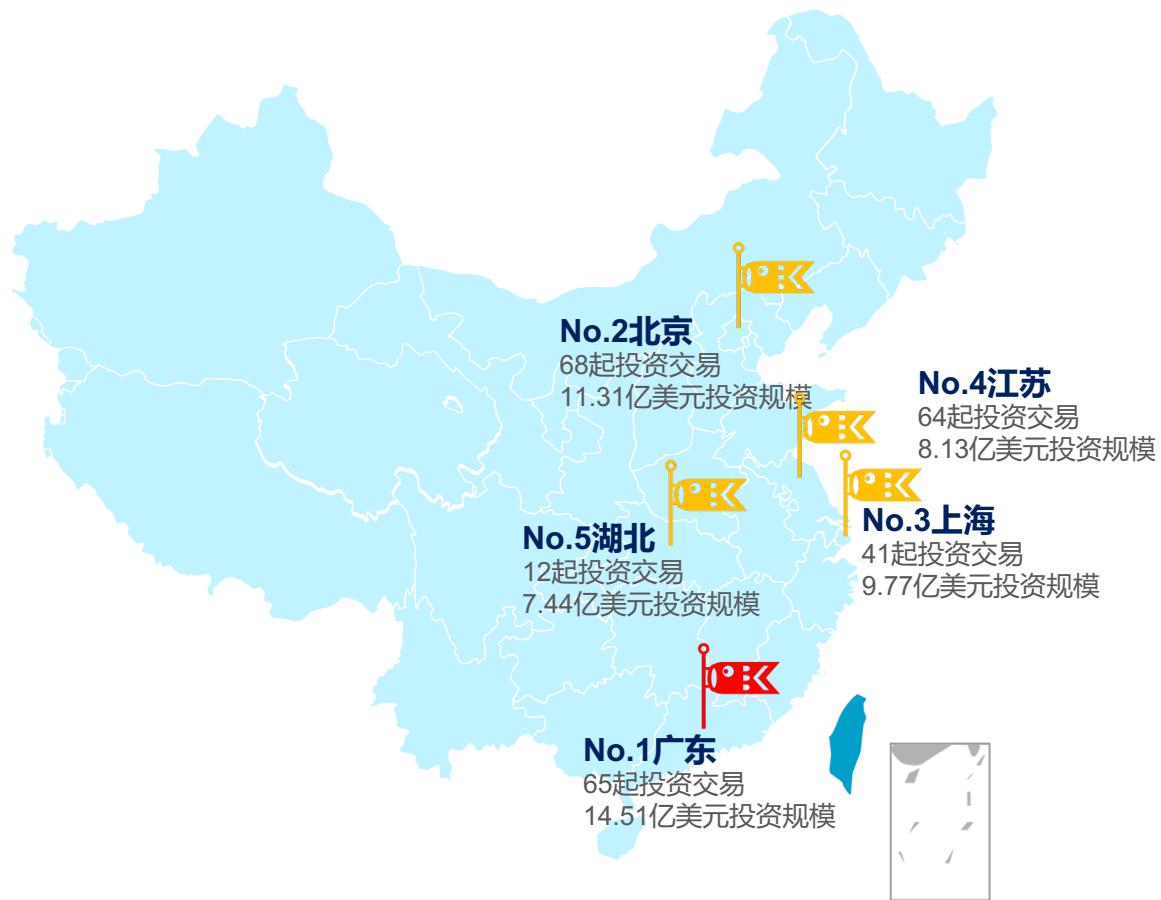 No.2北京
68起投资交易
11.31亿美元投资规模
No.4江苏
64起投资交易
8.13亿美元投资规模
No.3上海
41起投资交易
9.77亿美元投资规模
No.5湖北
12起投资交易
7.44亿美元投资规模
No.1广东
65起投资交易
14.51亿美元投资规模